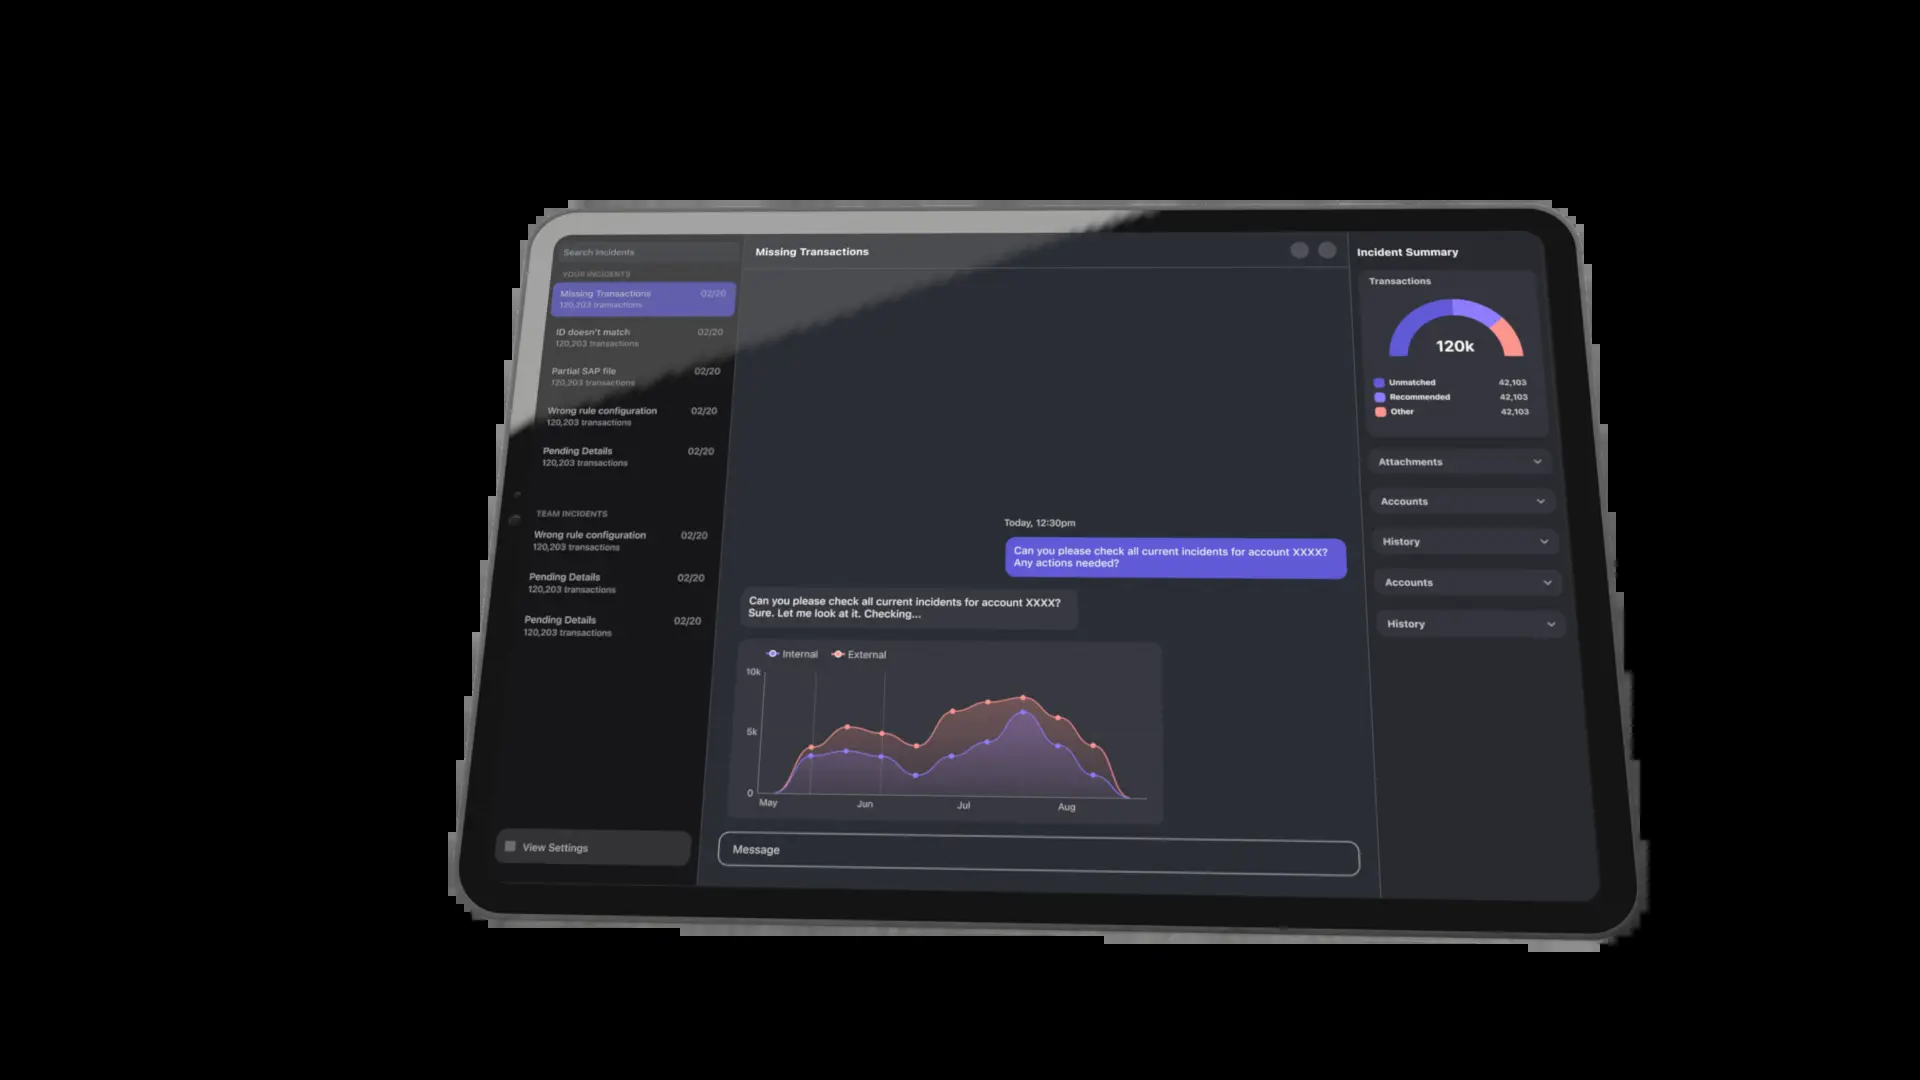 Search Incidents
YOUR INCIDENTS
Missing Transactions 02/20
120,203 transactions
ID doesn't match 02/20
120,203 transactions
Partial SAP file 02/20
120,203 transactions
Wrong rule configuration 02/20
120,203 transactions
Pending Details 02/20
120,203 transactions
TEAM INCIDENTS
Wrong rule configuration 02/20
120,203 transactions
Pending Details 02/20
120,203 transactions
Pending Details 02/20
120,203 transactions
View Settings
Missing Transactions
Today, 12:30pm
Can you please check all current incidents for account XXXX?
Any actions needed?
Can you please check all current incidents for account XXXX?
Sure. Let me look at it. Checking...
Internal External
10k
5k
0
May Jun Jul Aug
Message
Incident Summary
Transactions
120k
Unmatched 42,103
Recommended 42,103
Other 42,103
Attachments
Accounts
History
Accounts
History